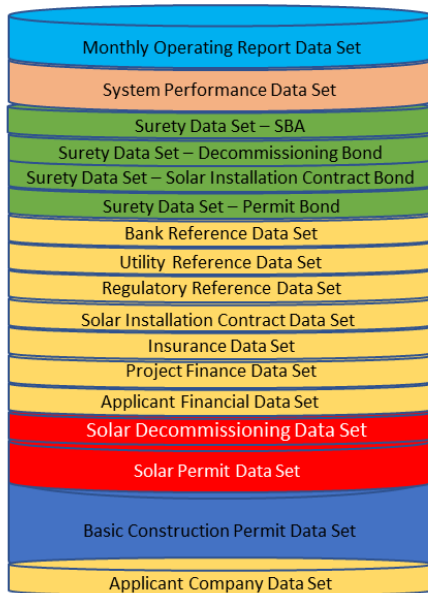 Monthly Operating Report Data Set
System Performance Data Set
Surety Data Set – SBA
Surety Data Set – Decommissioning Bond
Surety Data Set – Solar Installation Contract Bond
Surety Data Set – Permit Bond
Bank Reference Data Set
Utility Reference Data Set
Regulatory Reference Data Set
Solar Installation Contract Data Set
Insurance Data Set
Project Finance Data Set
Applicant Financial Data Set
Solar Decommissioning Data Set
Solar Permit Data Set
Basic Construction Permit Data Set
Applicant Company Data Set